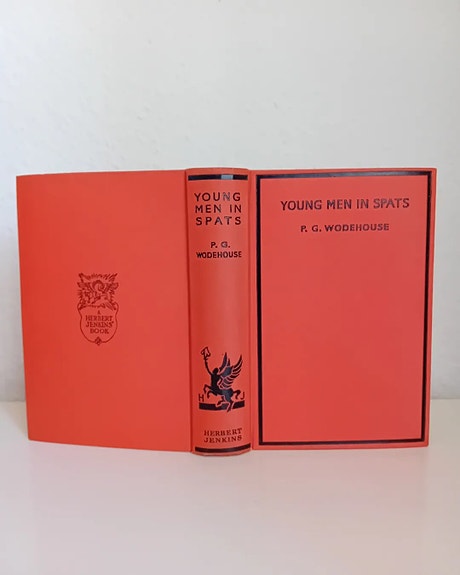 A
HERBERT
JENKINS'
BOOK
YOUNG
MEN IN
SPATS
P. G.
WODEHOUSE
H J
HERBERT
JENKINS
YOUNG MEN IN SPATS
P. G. WODEHOUSE